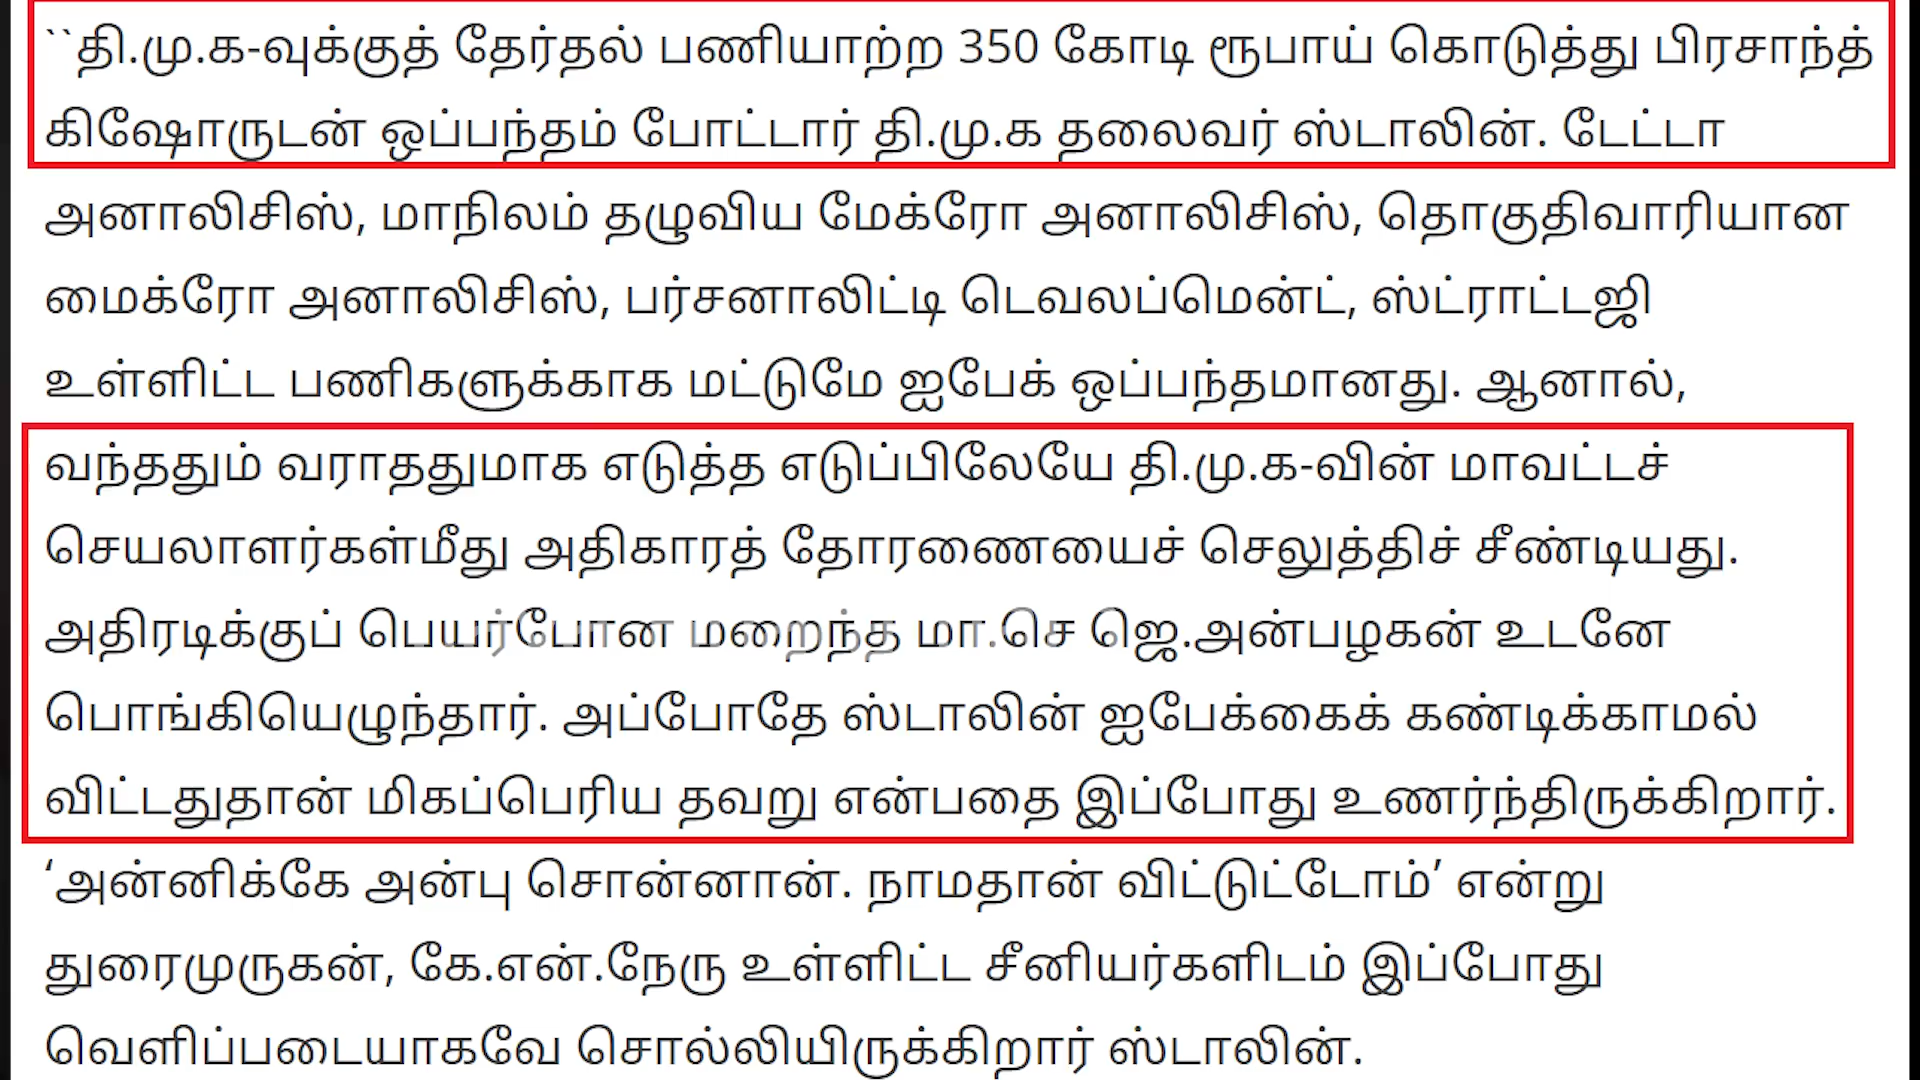 ``தி.மு.க-வுக்குத் தேர்தல் பணியாற்ற 350 கோடி ரூபாய் கொடுத்து பிரசாந்த்
கிஷோருடன் ஒப்பந்தம் போட்டார் தி.மு.க தலைவர் ஸ்டாலின். டேட்டா
அனாலிசிஸ், மாநிலம் தழுவிய மேக்ரோ அனாலிசிஸ், தொகுதிவாரியான
மைக்ரோ அனாலிசிஸ், பர்சனாலிட்டி டெவலப்மென்ட், ஸ்ட்ராட்டஜி
உள்ளிட்ட பணிகளுக்காக மட்டுமே ஐபேக் ஒப்பந்தமானது. ஆனால்,
வந்ததும் வராததுமாக எடுத்த எடுப்பிலேயே தி.மு.க-வின் மாவட்டச்
செயலாளர்கள்மீது அதிகாரத் தோரணையைச் செலுத்திச் சீண்டியது.
அதிரடிக்குப் பெயர்போன மறைந்த மா.செ ஜெ.அன்பழகன் உடனே
பொங்கியெழுந்தார். அப்போதே ஸ்டாலின் ஐபேக்கைக் கண்டிக்காமல்
விட்டதுதான் மிகப்பெரிய தவறு என்பதை இப்போது உணர்ந்திருக்கிறார்.
‘அன்னிக்கே அன்பு சொன்னான். நாமதான் விட்டுட்டோம்’ என்று
துரைமுருகன், கே.என்.நேரு உள்ளிட்ட சீனியர்களிடம் இப்போது
வெளிப்படையாகவே சொல்லியிருக்கிறார் ஸ்டாலின்.